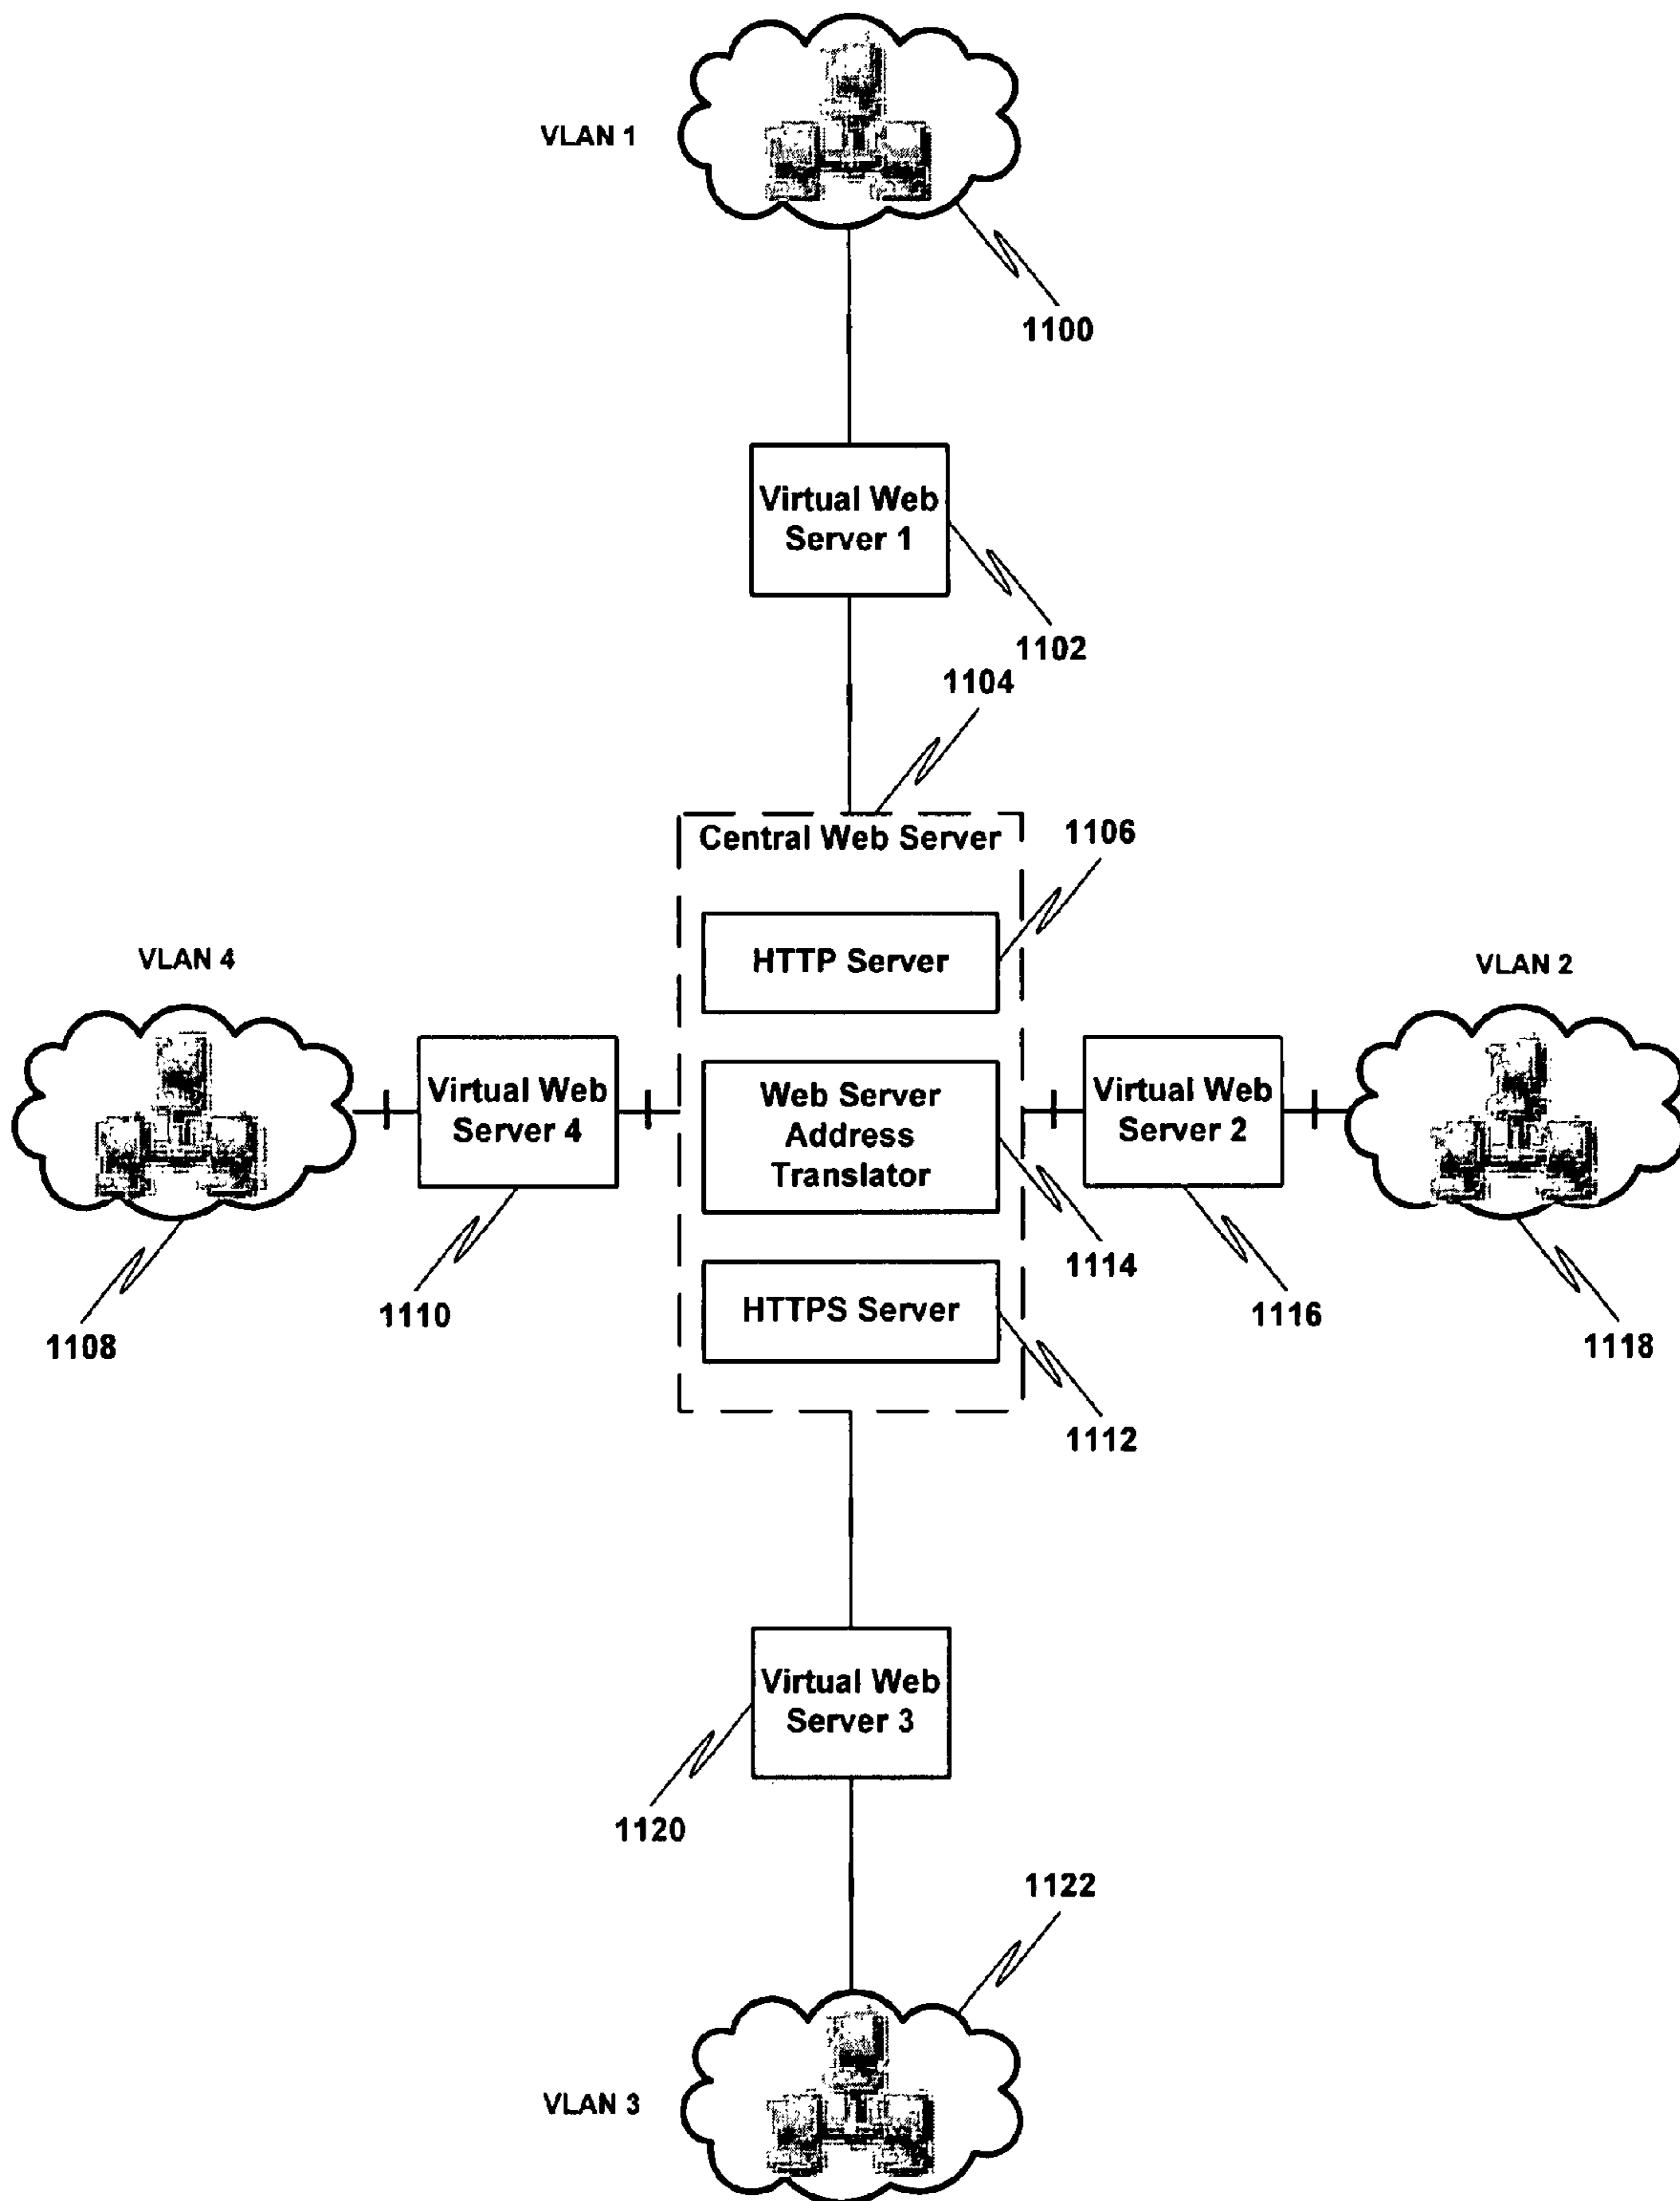 VLAN 1
1100
Virtual Web
Server 1
1102
1104
Central Web Server
1106
HTTP Server
VLAN 4
VLAN 2
Virtual Web
Server 4
Web Server
Address
Translator
Virtual Web
Server 2
1114
HTTPS Server
1108
1110
1116
1118
1112
Virtual Web
Server 3
1120
1122
VLAN 3